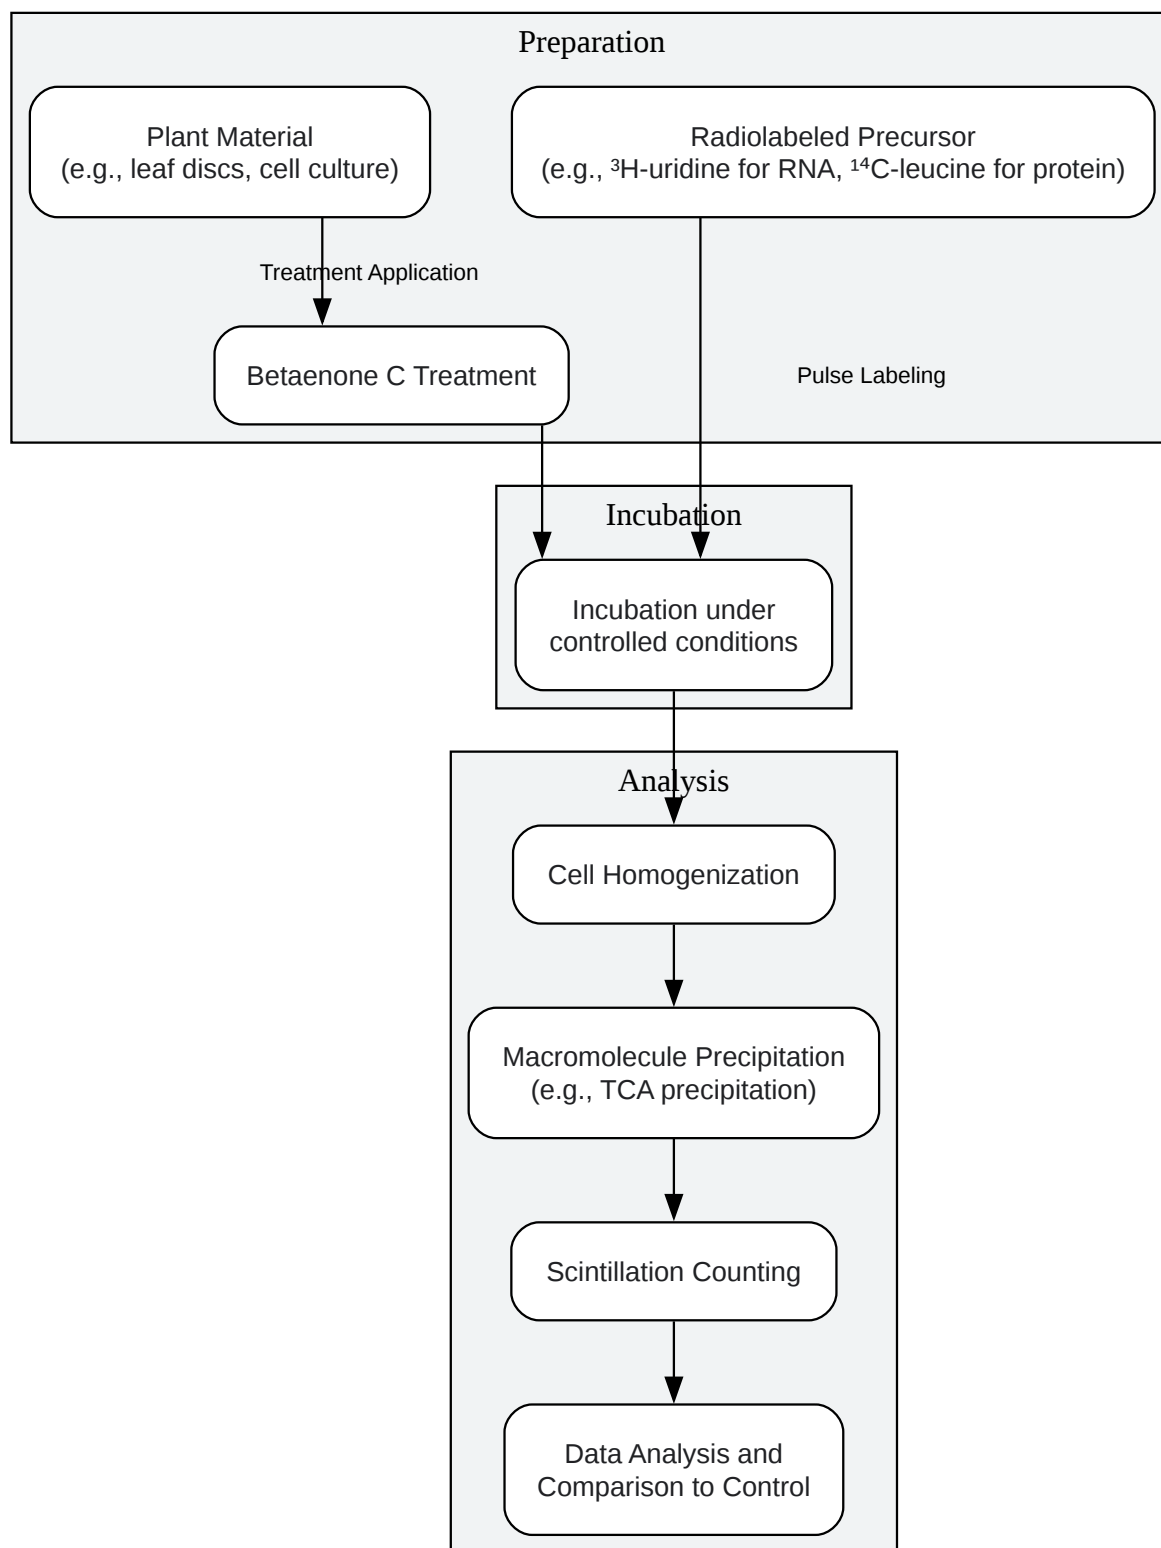 Preparation
Plant Material
(e.g., leaf discs, cell culture)
Radiolabeled Precursor
(e.g., ³H-uridine for RNA, ¹⁴C-leucine for protein)
Treatment Application
Betaenone C Treatment
Pulse Labeling
Incubation
Incubation under
controlled conditions
Analysis
Cell Homogenization
Macromolecule Precipitation
(e.g., TCA precipitation)
Scintillation Counting
Data Analysis and
Comparison to Control